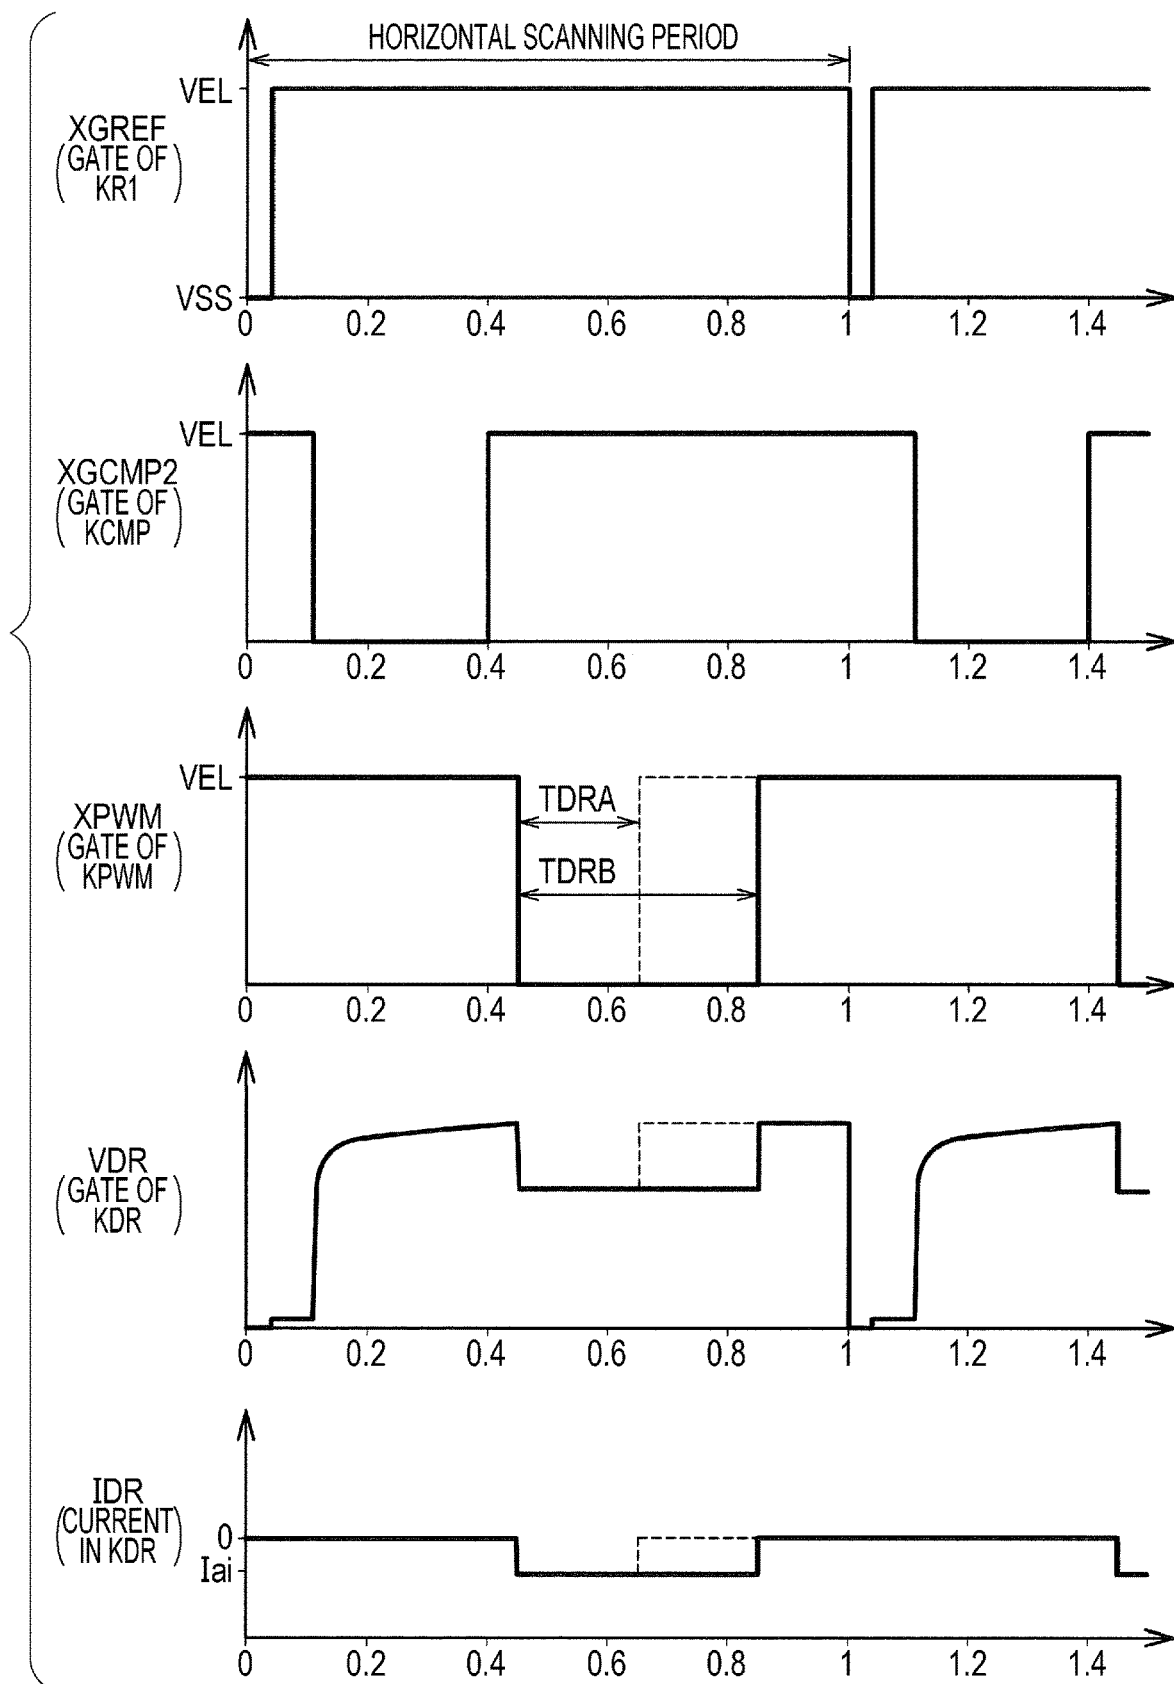 HORIZONTAL SCANNING PERIOD
VEL
XGREF
(GATE OF KR1)
VSS
0 0.2 0.4 0.6 0.8 1 1.2 1.4
VEL
XGCMP2
(GATE OF KCMP)
0 0.2 0.4 0.6 0.8 1 1.2 1.4
VEL
XPWM
(GATE OF KPWM)
TDRA
TDRB
0 0.2 0.4 0.6 0.8 1 1.2 1.4
VDR
(GATE OF KDR)
0 0.2 0.4 0.6 0.8 1 1.2 1.4
IDR
(CURRENT IN KDR)
0
Iai
0 0.2 0.4 0.6 0.8 1 1.2 1.4